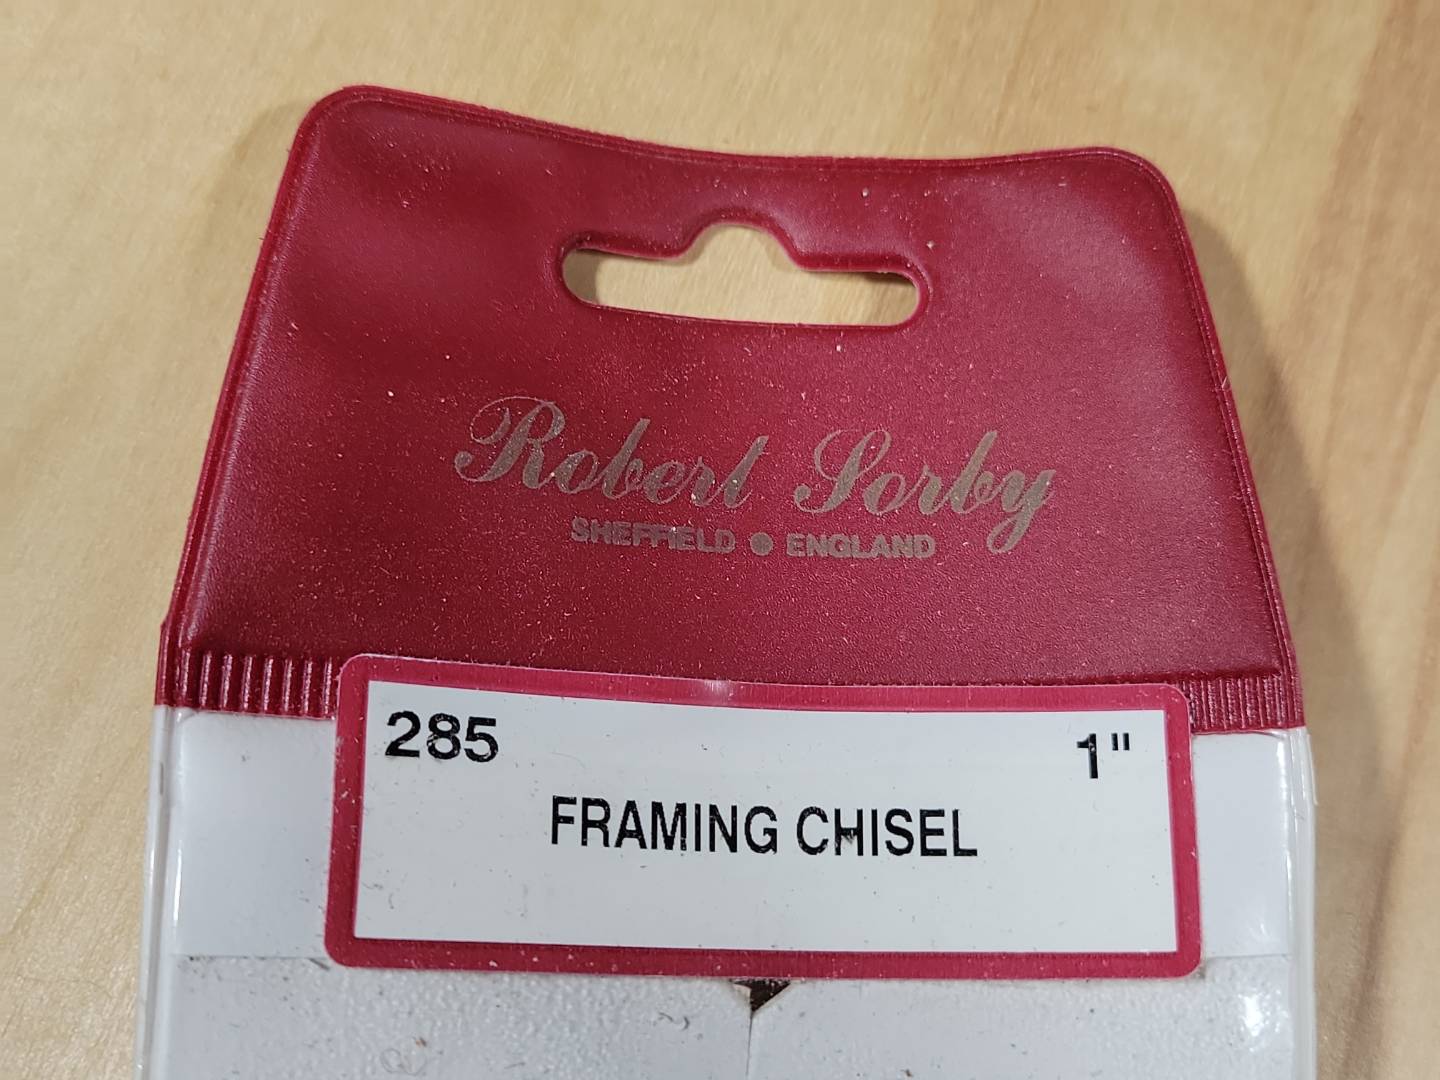 Robert Sorby
SHEFFIELD ● ENGLAND
285 1"
FRAMING CHISEL